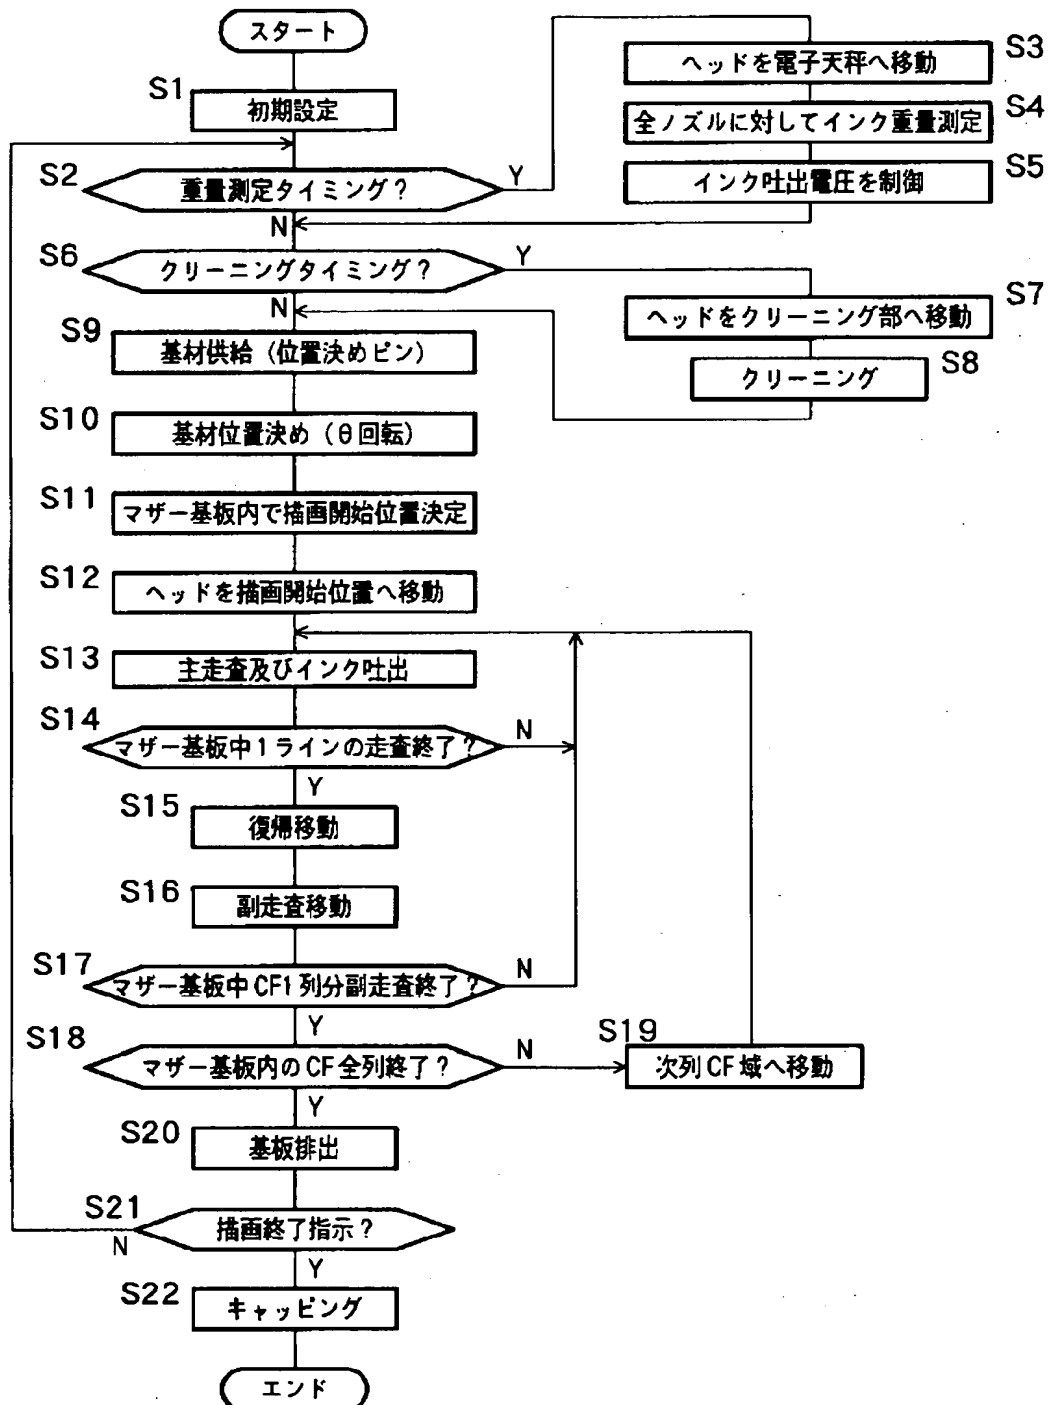 スタート
S1
初期設定
S2
重量測定タイミング?
Y
N
S3
ヘッドを電子天秤へ移動
S4
全ノズルに対してインク重量測定
S5
インク吐出電圧を制御
S6
クリーニングタイミング?
Y
N
S7
ヘッドをクリーニング部へ移動
S8
クリーニング
S9
基材供給(位置決めピン)
S10
基材位置決め(θ回転)
S11
マザー基板内で描画開始位置決定
S12
ヘッドを描画開始位置へ移動
S13
主走査及びインク吐出
S14
マザー基板中1ラインの走査終了?
N
Y
S15
復帰移動
S16
副走査移動
S17
マザー基板中CF1列分副走査終了?
N
Y
S18
マザー基板内のCF全列終了?
N
Y
S19
次列CF域へ移動
S20
基板排出
S21
描画終了指示?
N
Y
S22
キャッピング
エンド